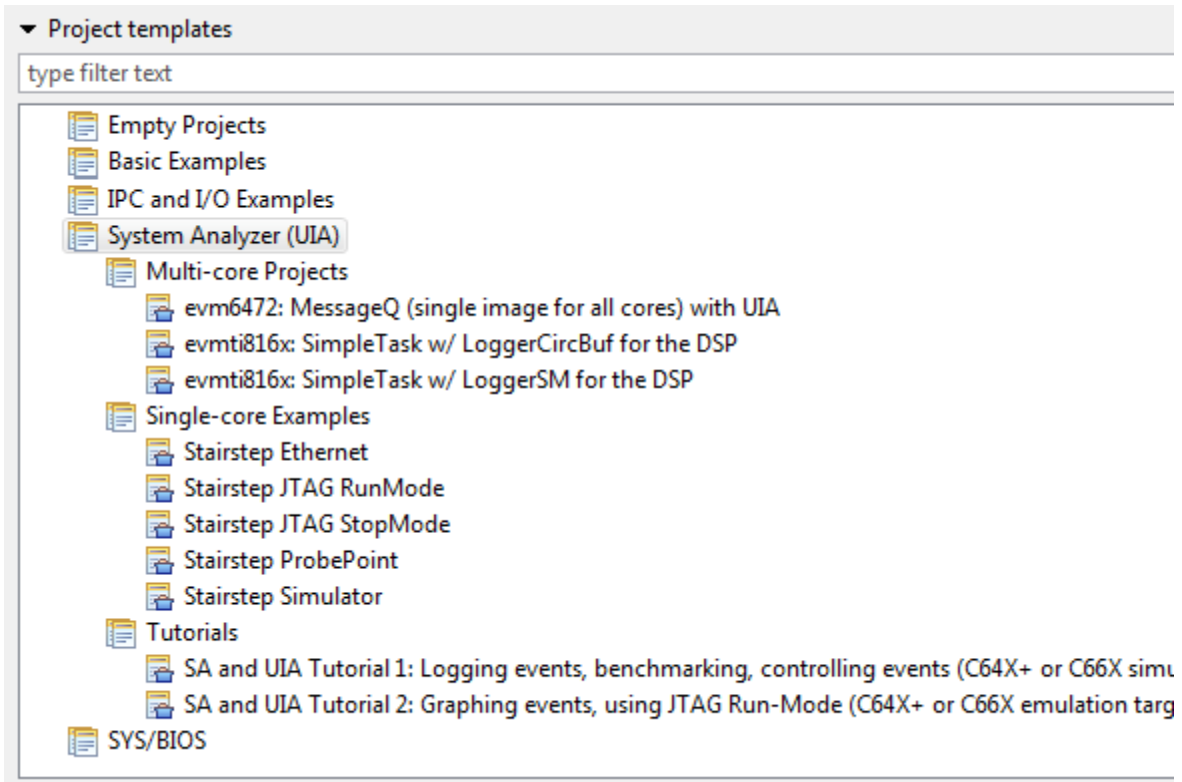 Project templates
type filter text
Empty Projects
Basic Examples
IPC and I/O Examples
System Analyzer (UIA)
Multi-core Projects
evm6472: MessageQ (single image for all cores) with UIA
evmti816x: SimpleTask w/ LoggerCircBuf for the DSP
evmti816x: SimpleTask w/ LoggerSM for the DSP
Single-core Examples
Stairstep Ethernet
Stairstep JTAG RunMode
Stairstep JTAG StopMode
Stairstep ProbePoint
Stairstep Simulator
Tutorials
SA and UIA Tutorial 1: Logging events, benchmarking, controlling events (C64X+ or C66X simu
SA and UIA Tutorial 2: Graphing events, using JTAG Run-Mode (C64X+ or C66X emulation targ
SYS/BIOS